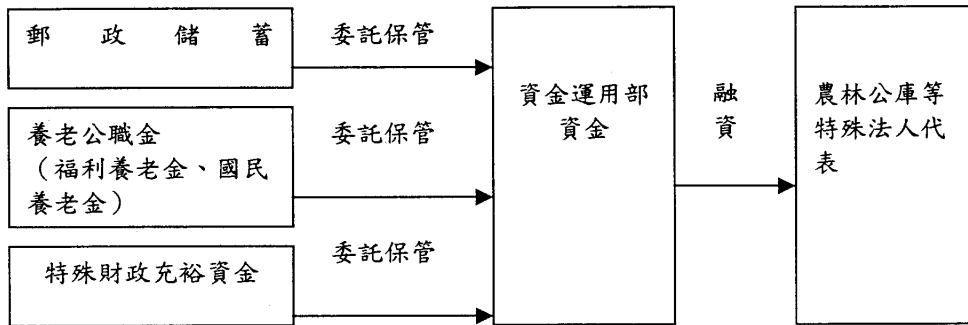 郵政儲蓄
委託保管
養老公職金
（福利養老金、國民
養老金）
委託保管
特殊財政充裕資金
委託保管
資金運用部
資金
融
資
農林公庫等
特殊法人代
表